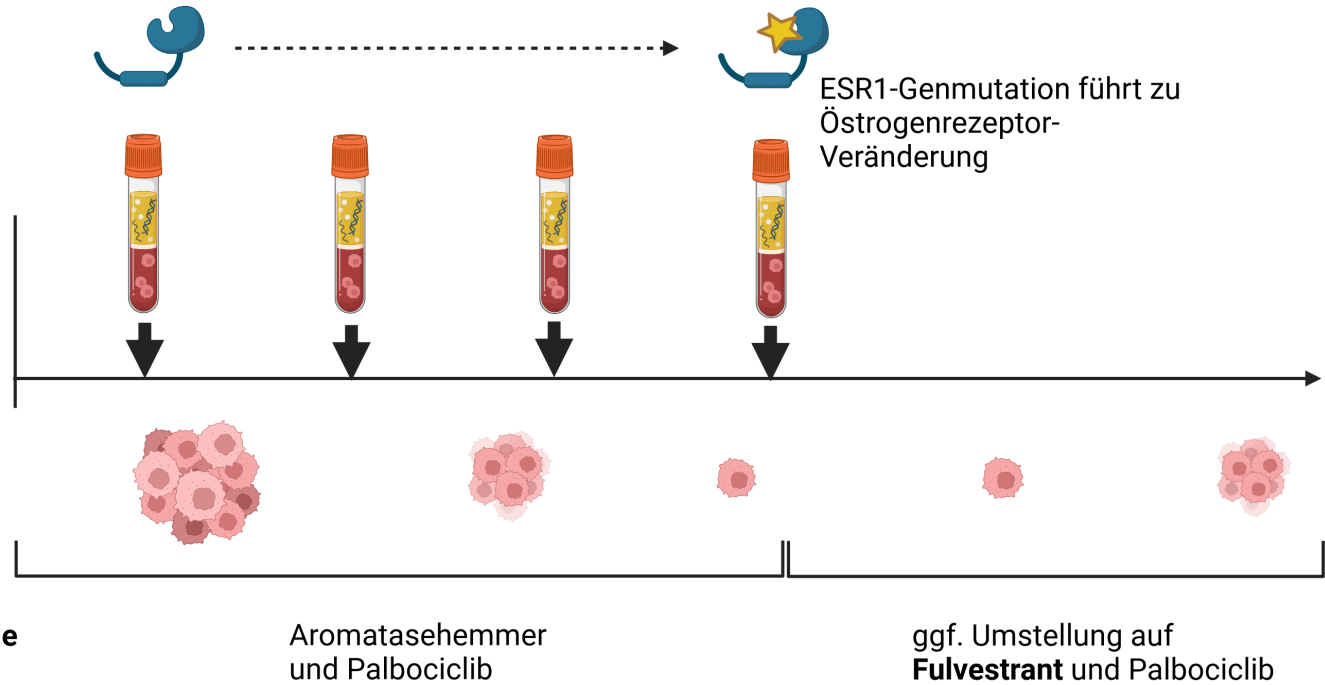 ESR1-Genmutation führt zu
Östrogenrezeptor-
Veränderung
e
Aromatasehemmer
und Palbociclib
ggf. Umstellung auf
Fulvestrant und Palbociclib